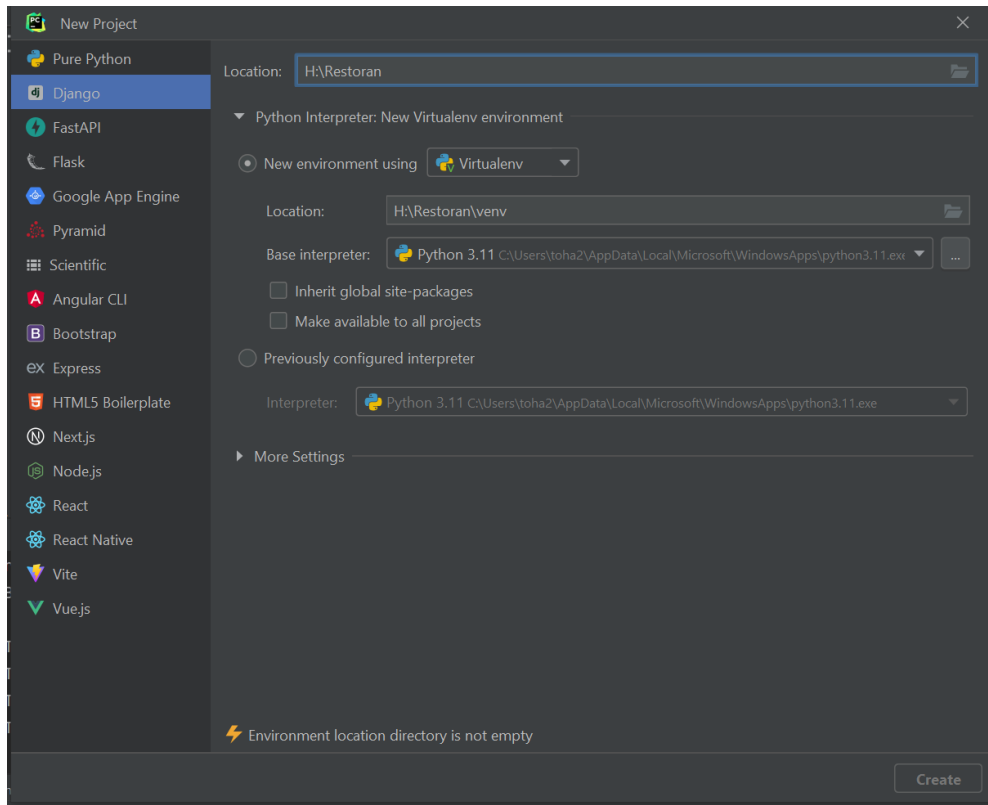 New Project
Pure Python
Django
FastAPI
Flask
Google App Engine
Pyramid
Scientific
Angular CLI
Bootstrap
Express
HTML5 Boilerplate
Next.js
Node.js
React
React Native
Vite
Vue.js
Location: H:\Restoran
Python Interpreter: New Virtualenv environment
New environment using Virtualenv
Location: H:\Restoran\venv
Base interpreter: Python 3.11 C:\Users\toha2\AppData\Local\Microsoft\WindowsApps\python3.11.exe ...
Inherit global site-packages
Make available to all projects
Previously configured interpreter
Interpreter: Python 3.11 C:\Users\toha2\AppData\Local\Microsoft\WindowsApps\python3.11.exe
More Settings
Environment location directory is not empty
Create